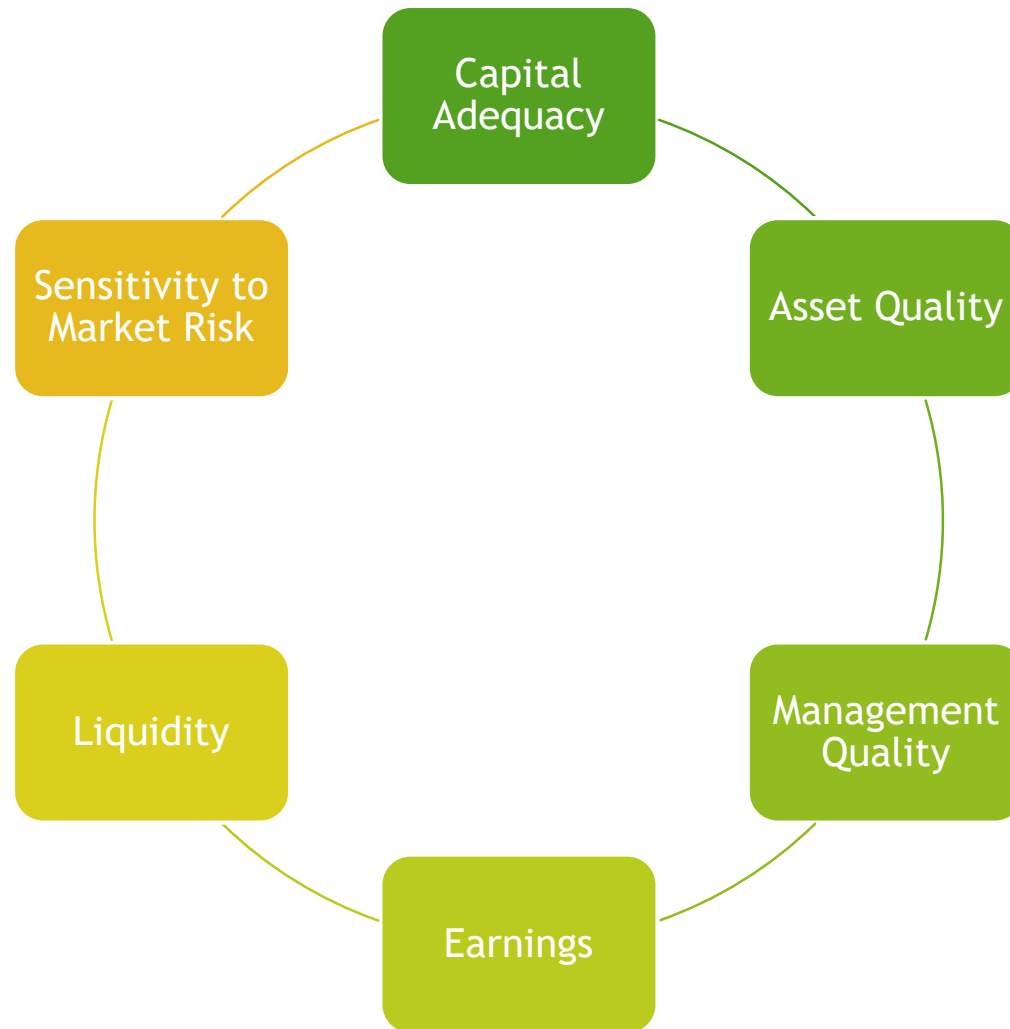 Capital
Adequacy
Asset Quality
Management
Quality
Earnings
Liquidity
Sensitivity to
Market Risk